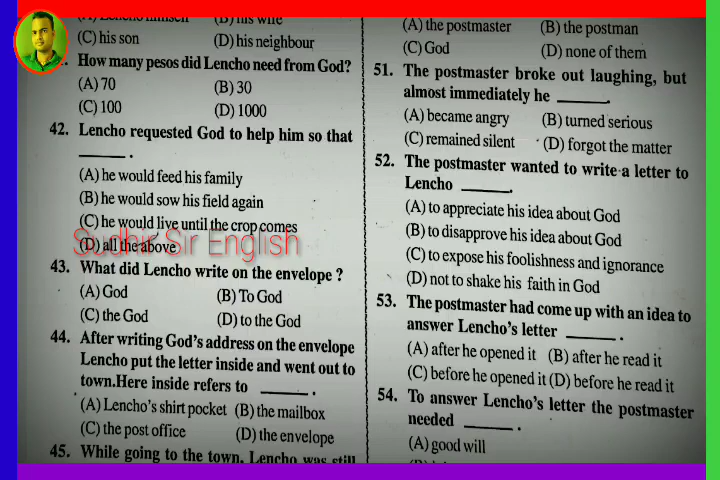 (A) Lencho himself (B) his wife
(C) his son (D) his neighbour
. How many pesos did Lencho need from God?
(A) 70 (B) 30
(C) 100 (D) 1000
42. Lencho requested God to help him so that
______ .
(A) he would feed his family
(B) he would sow his field again
(C) he would live until the crop comes
Sudhir Sir English
(D) all the above
43. What did Lencho write on the envelope ?
(A) God (B) To God
(C) the God (D) to the God
44. After writing God's address on the envelope
Lencho put the letter inside and went out to
town.Here inside refers to ______ .
(A) Lencho's shirt pocket (B) the mailbox
(C) the post office (D) the envelope
45. While going to the town, Lencho was still
(A) the postmaster (B) the postman
(C) God (D) none of them
51. The postmaster broke out laughing, but
almost immediately he ______.
(A) became angry (B) turned serious
(C) remained silent (D) forgot the matter
52. The postmaster wanted to write a letter to
Lencho ______.
(A) to appreciate his idea about God
(B) to disapprove his idea about God
(C) to expose his foolishness and ignorance
(D) not to shake his faith in God
53. The postmaster had come up with an idea to
answer Lencho's letter ______ .
(A) after he opened it (B) after he read it
(C) before he opened it (D) before he read it
54. To answer Lencho's letter the postmaster
needed ______ .
(A) good will